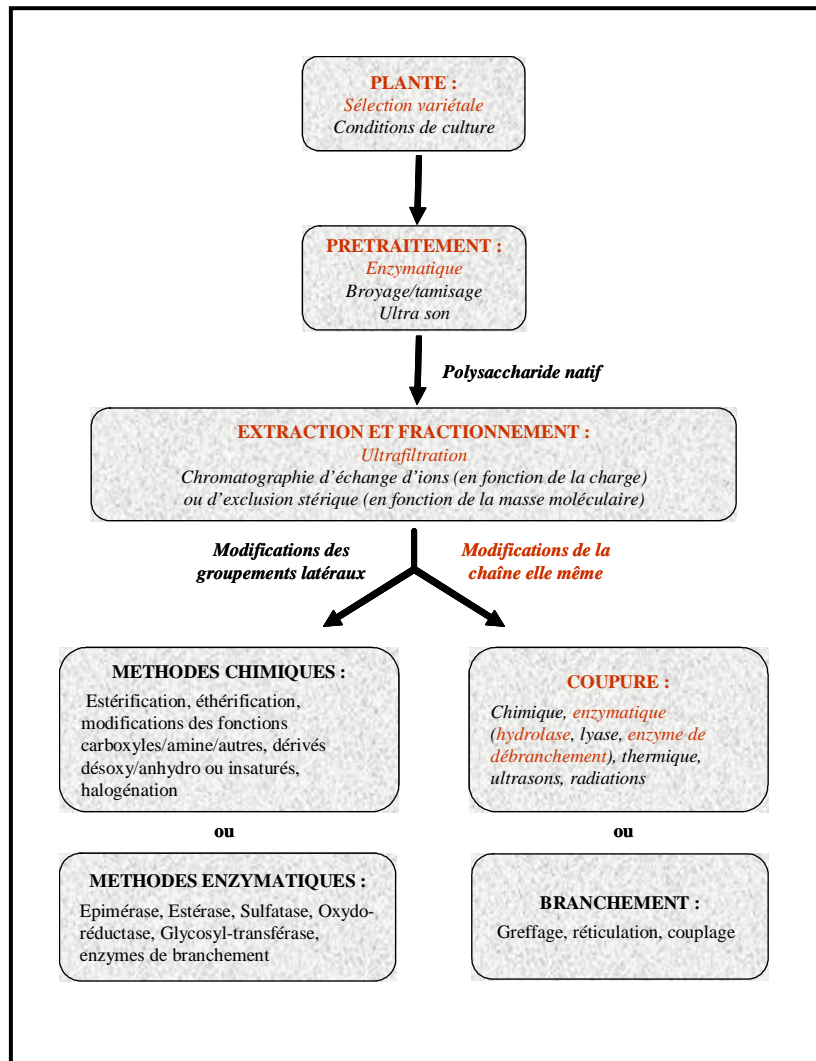 PLANTE :
Sélection variétale
Conditions de culture
PRETRAITEMENT :
Enzymatique
Broyage/tamisage
Ultra son
Polysaccharide natif
EXTRACTION ET FRACTIONNEMENT :
Ultrafiltration
Chromatographie d'échange d'ions (en fonction de la charge)
ou d'exclusion stérique (en fonction de la masse moléculaire)
Modifications des
groupements latéraux
Modifications de la
chaîne elle même
METHODES CHIMIQUES :
Estérification, éthérification,
modifications des fonctions
carboxyles/amine/autres, dérivés
désoxy/anhydro ou insaturés,
halogénation
ou
METHODES ENZYMATIQUES :
Epimérase, Estérase, Sulfatase, Oxydo-
réductase, Glycosyl-transférase,
enzymes de branchement
COUPURE :
Chimique, enzymatique
(hydrolase, lyase, enzyme de
débranchement), thermique,
ultrasons, radiations
ou
BRANCHEMENT :
Greffage, réticulation, couplage